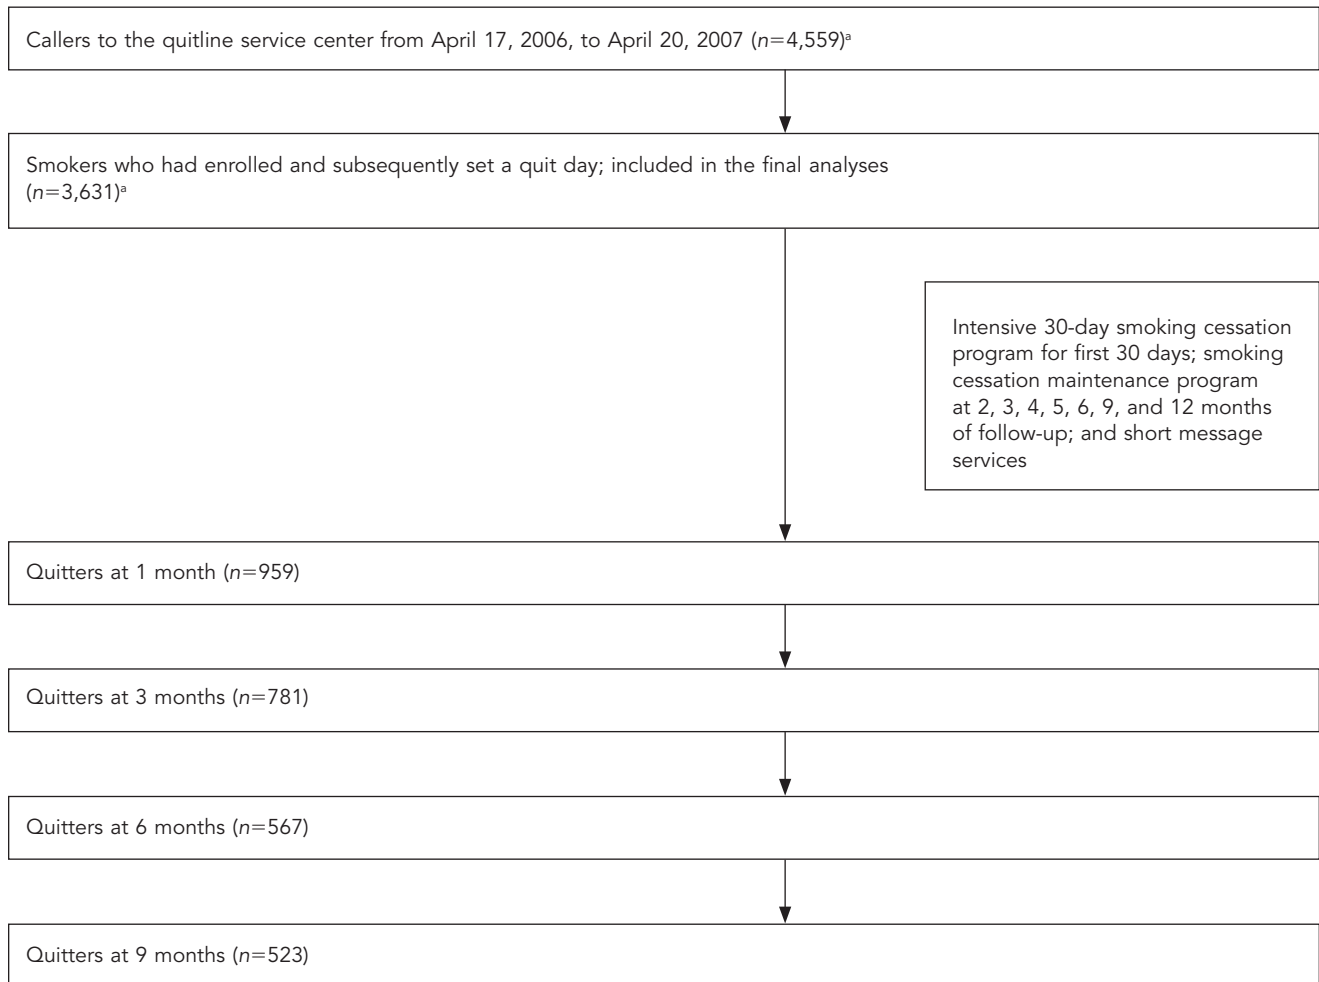 Callers to the quitline service center from April 17, 2006, to April 20, 2007 (n=4,559)ᵃ
Smokers who had enrolled and subsequently set a quit day; included in the final analyses
(n=3,631)ᵃ
Intensive 30-day smoking cessation
program for first 30 days; smoking
cessation maintenance program
at 2, 3, 4, 5, 6, 9, and 12 months
of follow-up; and short message
services
Quitters at 1 month (n=959)
Quitters at 3 months (n=781)
Quitters at 6 months (n=567)
Quitters at 9 months (n=523)